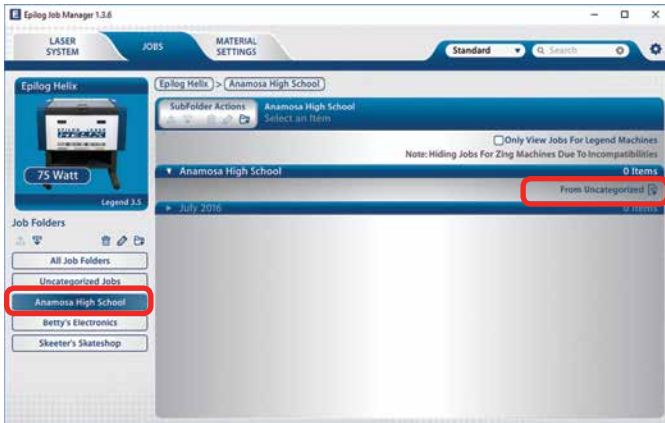 Epilog Job Manager 1.3.6
LASER SYSTEM
JOBS
MATERIAL SETTINGS
Standard
Search
Epilog Helix
EPILOG LASER
HELIX
75 Watt
Legend 3.5
Job Folders
All Job Folders
Uncategorized Jobs
Anamosa High School
Betty's Electronics
Skeeter's Skateshop
Epilog Helix > Anamosa High School
SubFolder Actions
Anamosa High School
Select an Item
Only View Jobs For Legend Machines
Note: Hiding Jobs For Zing Machines Due To Incompatibilities
Anamosa High School 0 Items
From Uncategorized
July 2016 0 Items